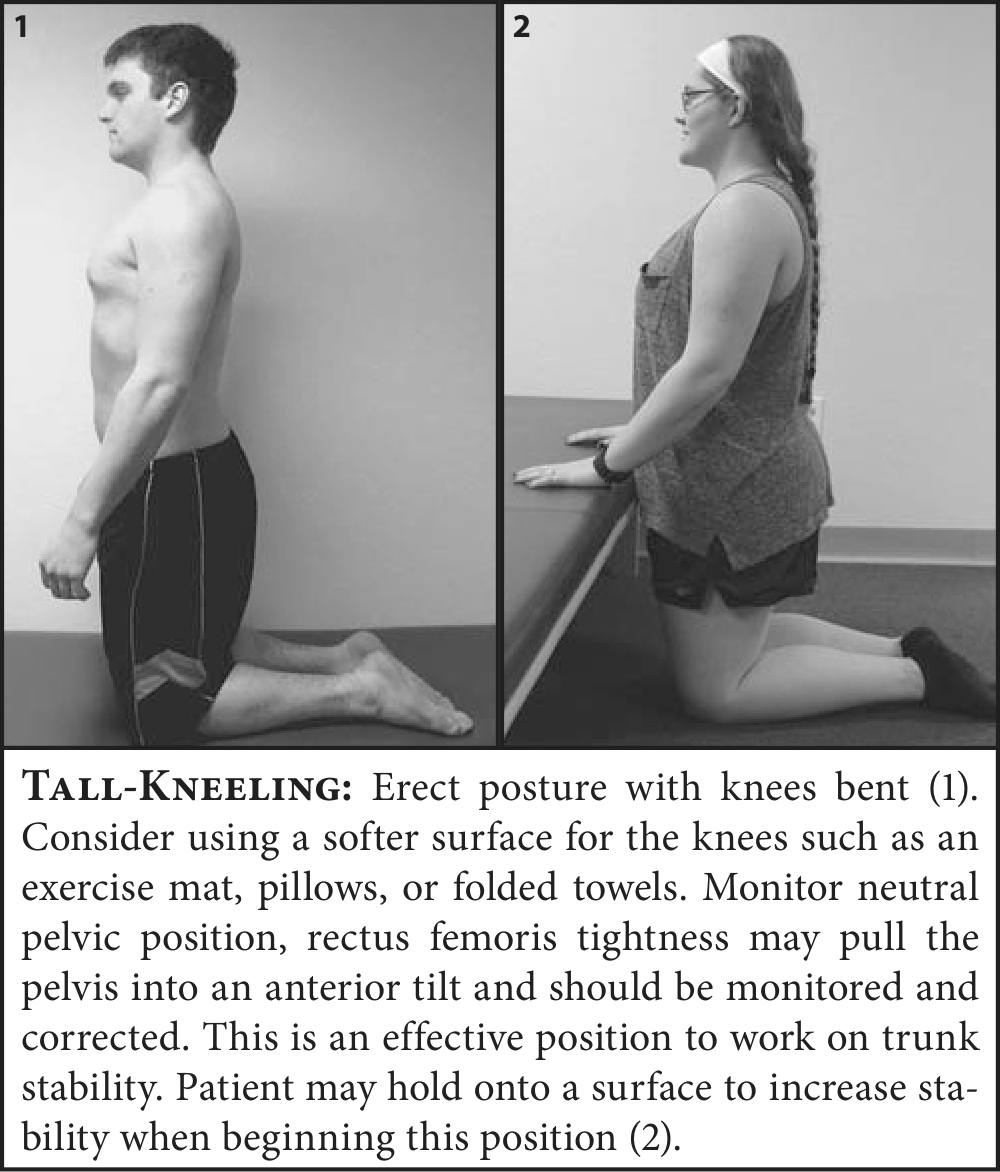 1
2
TALL-KNEELING: Erect posture with knees bent (1).
Consider using a softer surface for the knees such as an
exercise mat, pillows, or folded towels. Monitor neutral
pelvic position, rectus femoris tightness may pull the
pelvis into an anterior tilt and should be monitored and
corrected. This is an effective position to work on trunk
stability. Patient may hold onto a surface to increase sta-
bility when beginning this position (2).